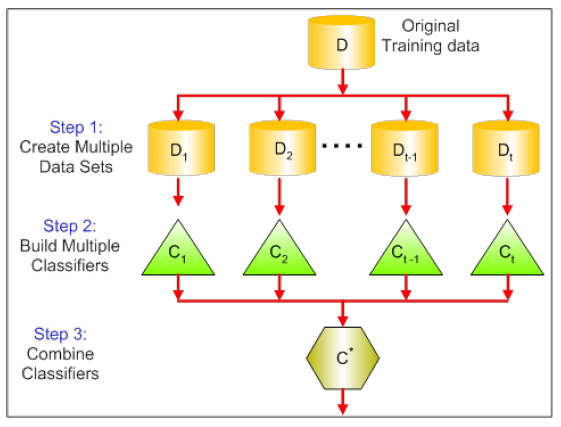 Original
D
Training data
Step 1:
Create Multiple
Data Sets
D1
D2
....
Dt-1
Dt
Step 2:
Build Multiple
Classifiers
C1
C2
Ct-1
Ct
Step 3:
Combine
Classifiers
C*